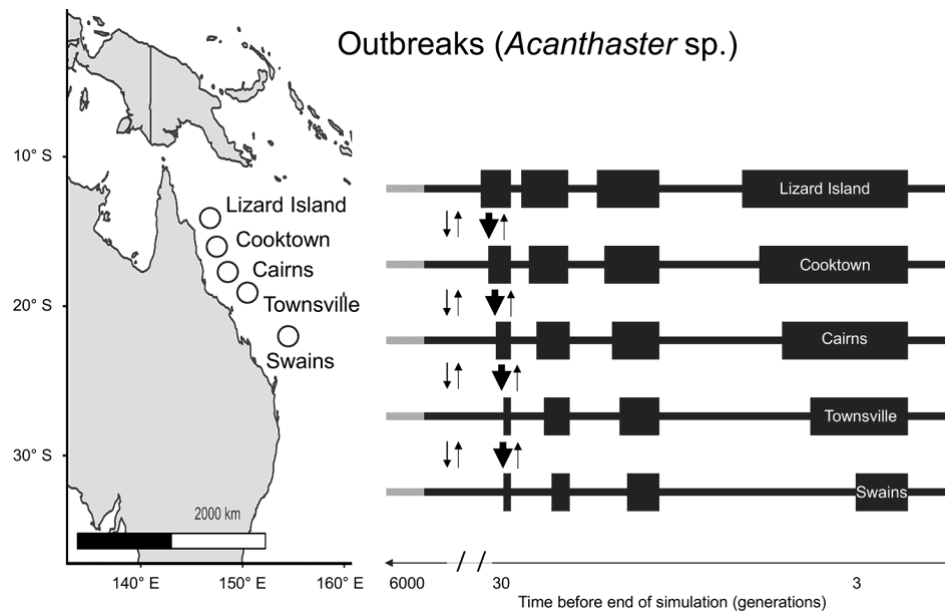 Outbreaks (Acanthaster sp.)
10° S
20° S
30° S
Lizard Island
Cooktown
Cairns
Townsville
Swains
2000 km
140° E
150° E
160° E
Lizard Island
Cooktown
Cairns
Townsville
Swains
6000
30
3
Time before end of simulation (generations)